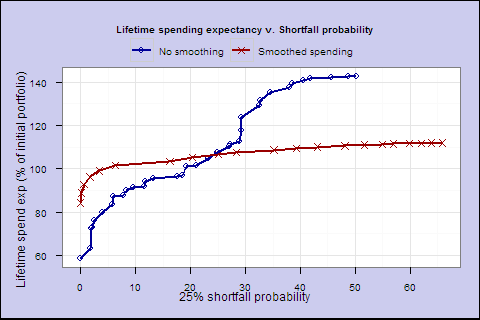 Lifetime spending expectancy v. Shortfall probability
No smoothing Smoothed spending
Lifetime spend exp (% of initial portfolio)
140
120
100
80
60
0 10 20 30 40 50 60
25% shortfall probability